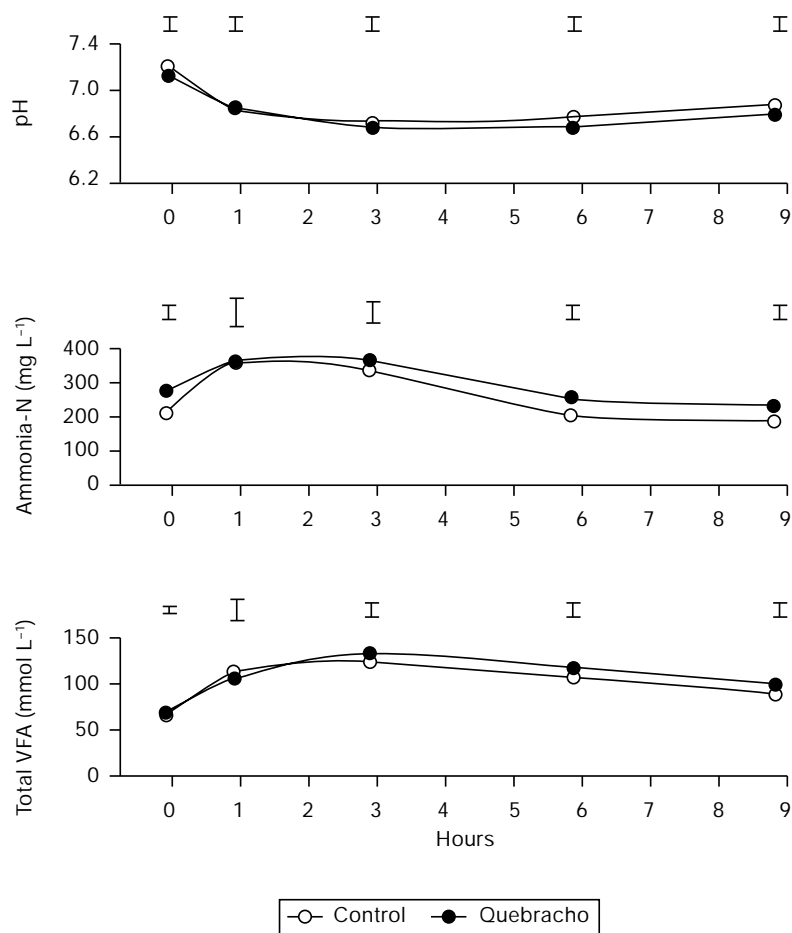 7.4
7.0
6.6
6.2
pH
0 1 2 3 4 5 6 7 8 9
400
300
200
100
0
Ammonia-N (mg L⁻¹)
0 1 2 3 4 5 6 7 8 9
150
100
50
0
Total VFA (mmol L⁻¹)
0 1 2 3 4 5 6 7 8 9
Hours
Control Quebracho